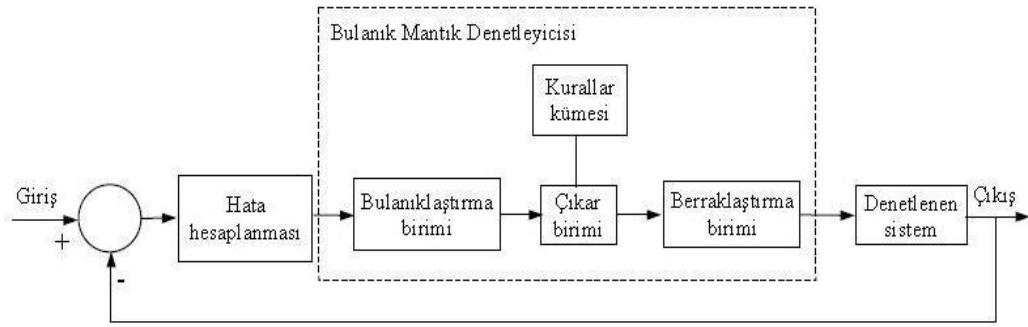 Bulanık Mantık Denetleyicisi
Kurallar
kümesi
Giriş
+
-
Hata
hesaplanması
Bulanıklaştırma
birimi
Çıkar
birimi
Berraklaştırma
birimi
Denetlenen
sistem
Çıkış